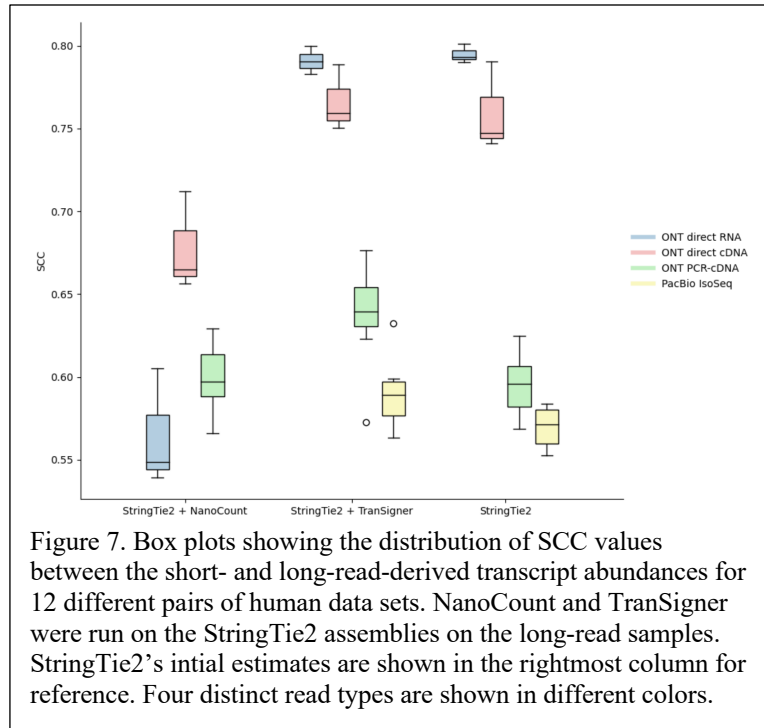 0.80
0.75
0.70
SCC
0.65
0.60
0.55
ONT direct RNA
ONT direct cDNA
ONT PCR-cDNA
PacBio IsoSeq
StringTie2 + NanoCount
StringTie2 + TranSigner
StringTie2
Figure 7. Box plots showing the distribution of SCC values
between the short- and long-read-derived transcript abundances for
12 different pairs of human data sets. NanoCount and TranSigner
were run on the StringTie2 assemblies on the long-read samples.
StringTie2’s intial estimates are shown in the rightmost column for
reference. Four distinct read types are shown in different colors.